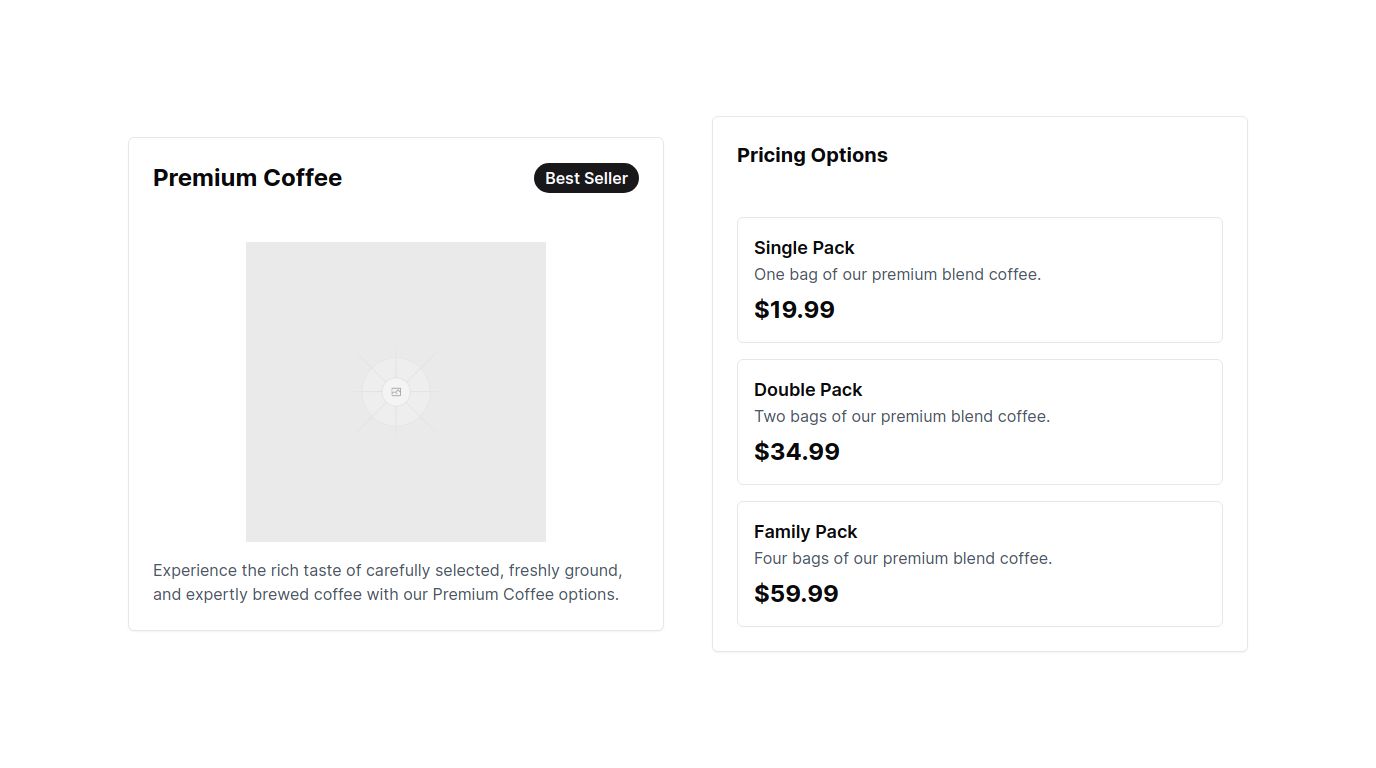 Premium Coffee
Best Seller
Experience the rich taste of carefully selected, freshly ground,
and expertly brewed coffee with our Premium Coffee options.
Pricing Options
Single Pack
One bag of our premium blend coffee.
$19.99
Double Pack
Two bags of our premium blend coffee.
$34.99
Family Pack
Four bags of our premium blend coffee.
$59.99